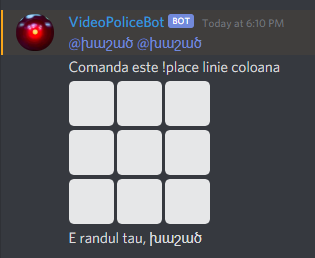 VideoPoliceBot BOT Today at 6:10 PM
@խաչած @խաչած
Comanda este !place linie coloana
E randul tau, խաչած